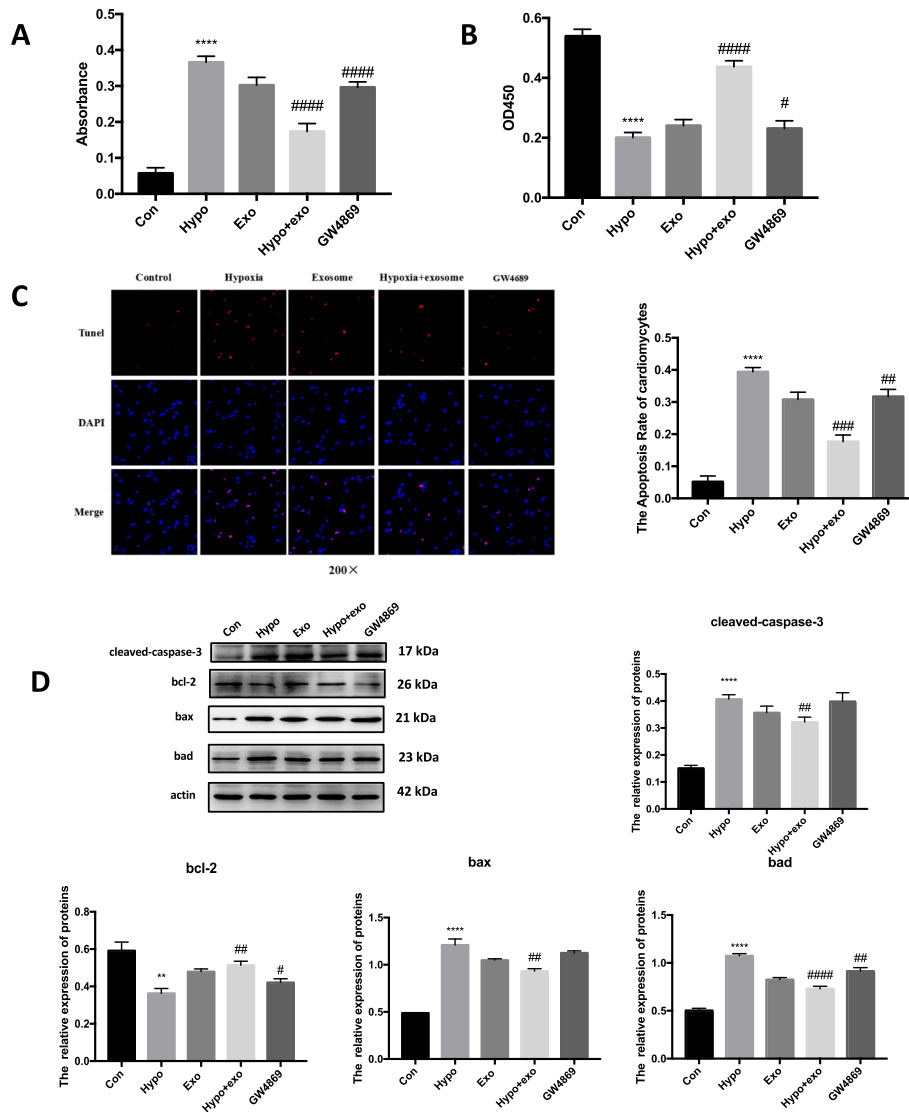 A
Absorbance
0.5
0.4
0.3
0.2
0.1
0.0
****
####
####
Con
Hypo
Exo
Hypo+exo
GW4869
B
OD450
0.6
0.4
0.2
0.0
****
####
#
Con
Hypo
Exo
Hypo+exo
GW4869
C
Control Hypoxia Exosome Hypoxia+exosome GW4689
Tunel
DAPI
Merge
200×
The Apoptosis Rate of cardiomycytes
0.5
0.4
0.3
0.2
0.1
0.0
****
###
##
Con
Hypo
Exo
Hypo+exo
GW4869
D
Con Hypo Exo Hypo+exo GW4869
cleaved-caspase-3 17 kDa
bcl-2 26 kDa
bax 21 kDa
bad 23 kDa
actin 42 kDa
cleaved-caspase-3
The relative expression of proteins
0.5
0.4
0.3
0.2
0.1
0.0
****
##
Con
Hypo
Exo
Hypo+exo
GW4869
bcl-2
The relative expression of proteins
0.8
0.6
0.4
0.2
0.0
**
##
#
Con
Hypo
Exo
Hypo+exo
GW4869
bax
The relative expression of proteins
1.5
1.0
0.5
0.0
****
##
Con
Hypo
Exo
Hypo+exo
GW4869
bad
The relative expression of proteins
1.5
1.0
0.5
0.0
****
####
##
Con
Hypo
Exo
Hypo+exo
GW4869